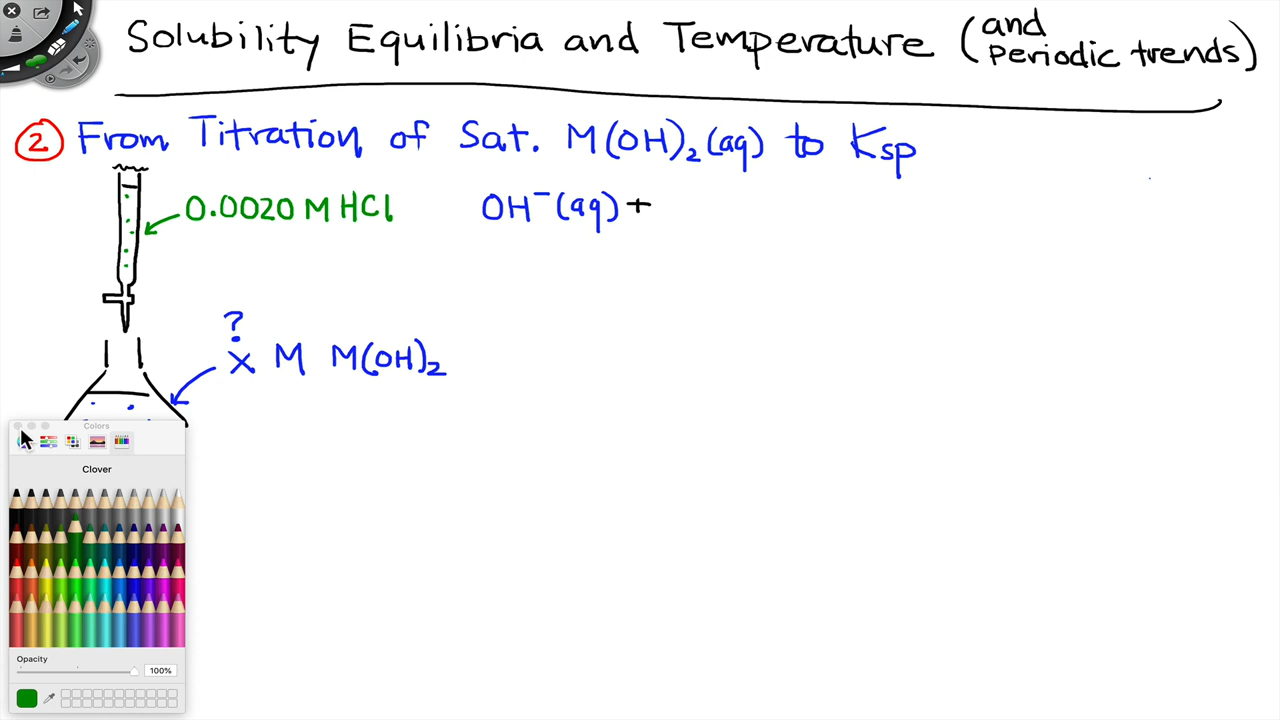 Solubility Equilibria and Temperature (and periodic trends)
② From Titration of Sat. M(OH)₂(aq) to Ksp
0.0020 M HCl
OH⁻(aq) +
?
x M M(OH)₂
Colors
Clover
Opacity
100%